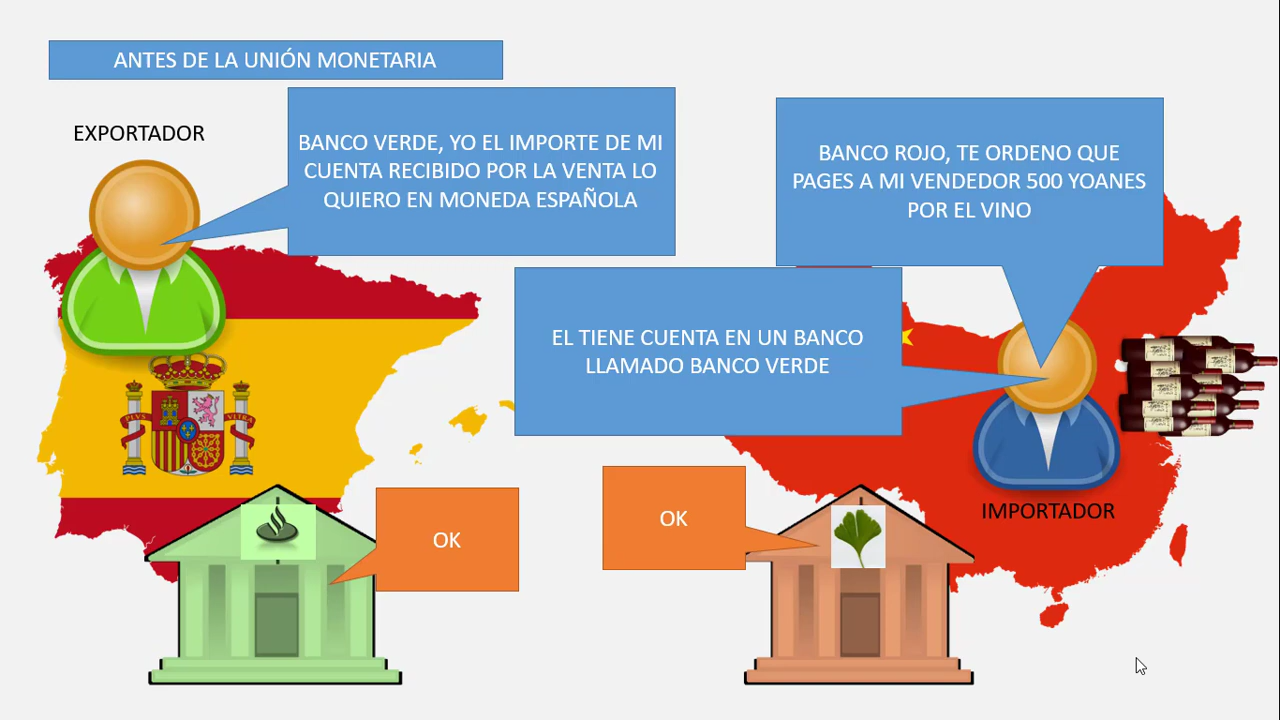 ANTES DE LA UNIÓN MONETARIA
EXPORTADOR
BANCO VERDE, YO EL IMPORTE DE MI
CUENTA RECIBIDO POR LA VENTA LO
QUIERO EN MONEDA ESPAÑOLA
BANCO ROJO, TE ORDENO QUE
PAGES A MI VENDEDOR 500 YOANES
POR EL VINO
EL TIENE CUENTA EN UN BANCO
LLAMADO BANCO VERDE
PLVS
VLTRA
OK
OK
IMPORTADOR